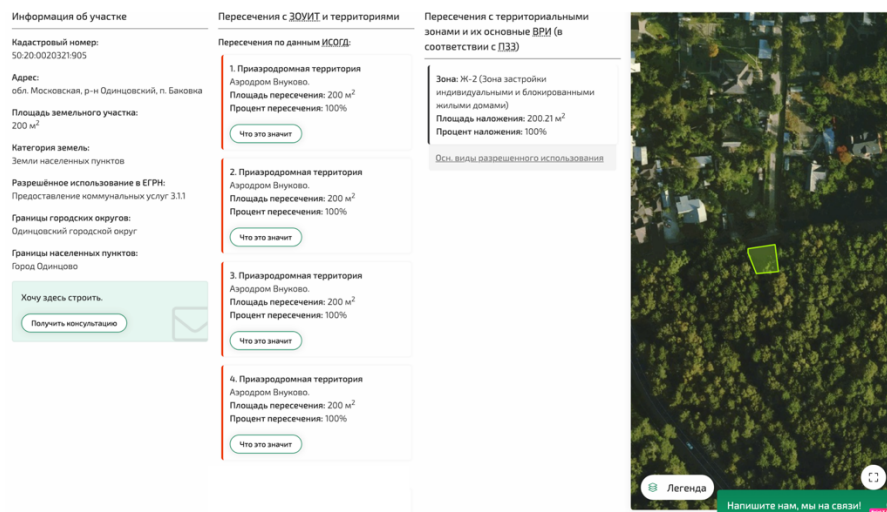 Информация об участке
Кадастровый номер:
50:20:0020321:905
Адрес:
обл. Московская, р-н Одинцовский, п. Баковка
Площадь земельного участка:
200 м²
Категория земель:
Земли населенных пунктов
Разрешённое использование в ЕГРН:
Предоставление коммунальных услуг 3.1.1
Границы городских округов:
Одинцовский городской округ
Границы населенных пунктов:
Город Одинцово
Хочу здесь строить.
Получить консультацию
Пересечения с ЗОУИТ и территориями
Пересечения по данным ИСОГД:
1. Приаэродромная территория
Аэродром Внуково.
Площадь пересечения: 200 м²
Процент пересечения: 100%
Что это значит
2. Приаэродромная территория
Аэродром Внуково.
Площадь пересечения: 200 м²
Процент пересечения: 100%
Что это значит
3. Приаэродромная территория
Аэродром Внуково.
Площадь пересечения: 200 м²
Процент пересечения: 100%
Что это значит
4. Приаэродромная территория
Аэродром Внуково.
Площадь пересечения: 200 м²
Процент пересечения: 100%
Что это значит
Пересечения с территориальными
зонами и их основные ВРИ (в
соответствии с ПЗЗ)
Зона: Ж-2 (Зона застройки
индивидуальными и блокированными
жилыми домами)
Площадь наложения: 200.21 м²
Процент наложения: 100%
Осн. виды разрешенного использования
Легенда
Напишите нам, мы на связи!